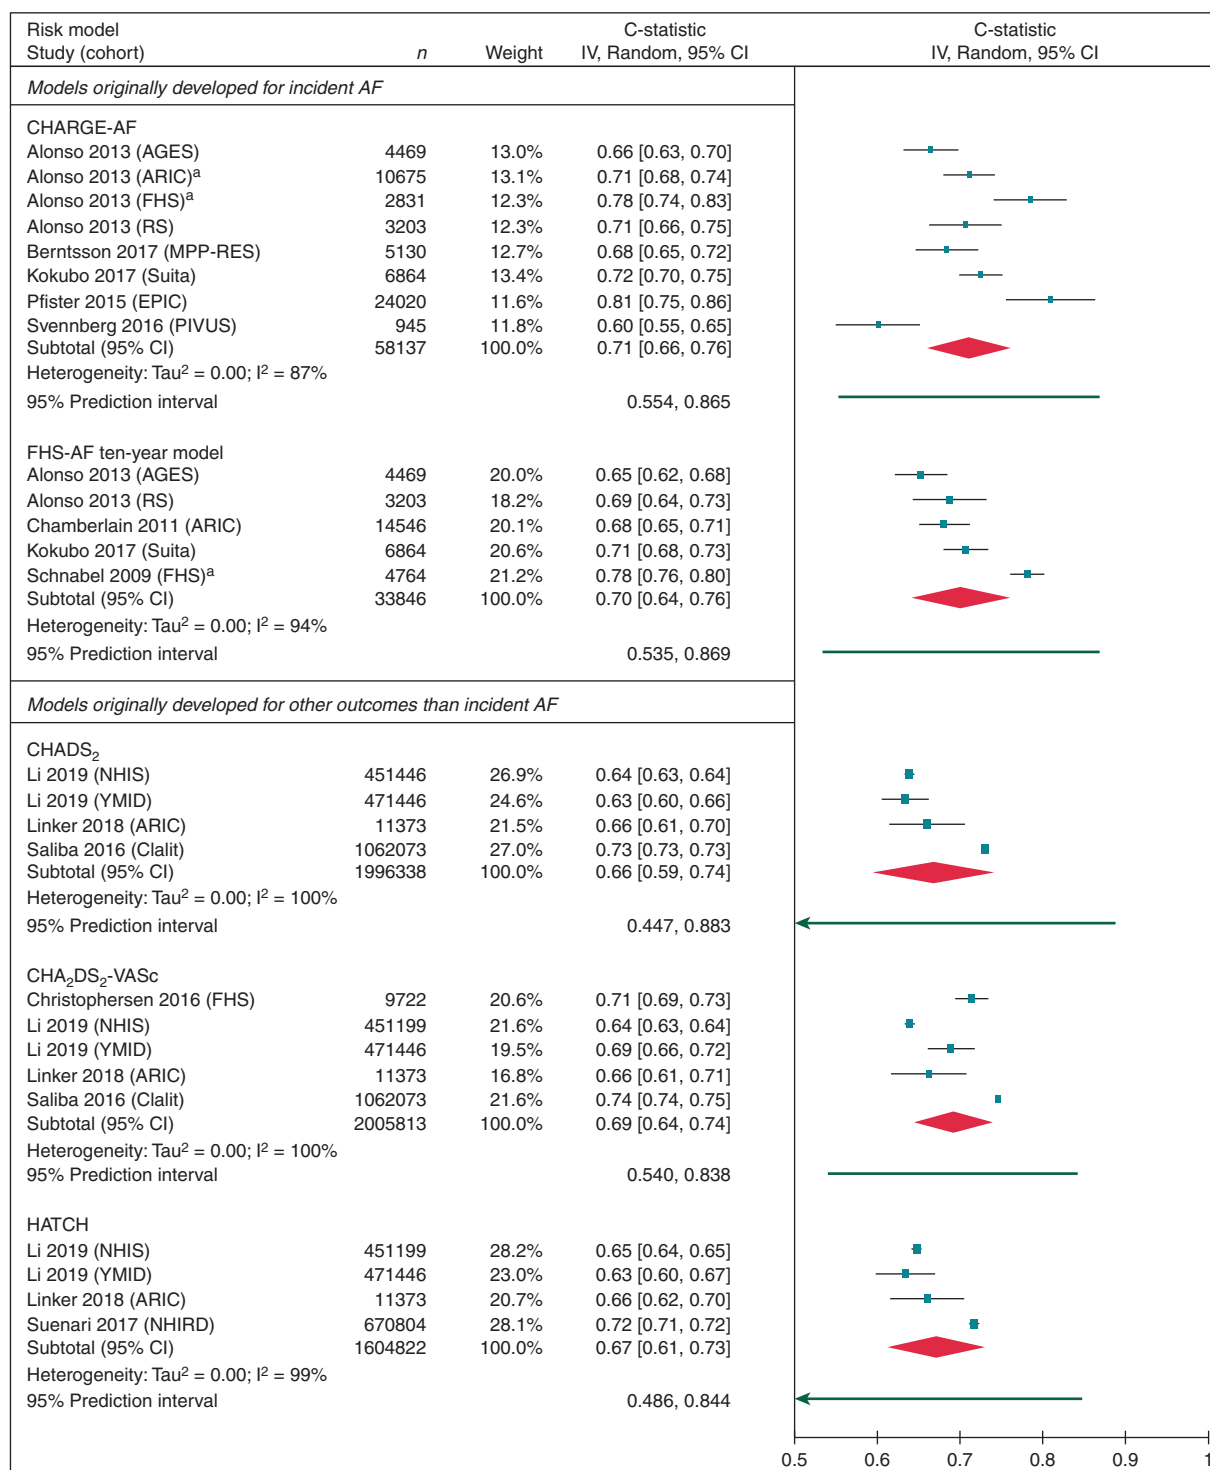 Risk model C-statistic C-statistic
Study (cohort) n Weight IV, Random, 95% CI IV, Random, 95% CI
Models originally developed for incident AF
CHARGE-AF
Alonso 2013 (AGES) 4469 13.0% 0.66 [0.63, 0.70]
Alonso 2013 (ARIC)ᵃ 10675 13.1% 0.71 [0.68, 0.74]
Alonso 2013 (FHS)ᵃ 2831 12.3% 0.78 [0.74, 0.83]
Alonso 2013 (RS) 3203 12.3% 0.71 [0.66, 0.75]
Berntsson 2017 (MPP-RES) 5130 12.7% 0.68 [0.65, 0.72]
Kokubo 2017 (Suita) 6864 13.4% 0.72 [0.70, 0.75]
Pfister 2015 (EPIC) 24020 11.6% 0.81 [0.75, 0.86]
Svennberg 2016 (PIVUS) 945 11.8% 0.60 [0.55, 0.65]
Subtotal (95% CI) 58137 100.0% 0.71 [0.66, 0.76]
Heterogeneity: Tau² = 0.00; I² = 87%
95% Prediction interval 0.554, 0.865
FHS-AF ten-year model
Alonso 2013 (AGES) 4469 20.0% 0.65 [0.62, 0.68]
Alonso 2013 (RS) 3203 18.2% 0.69 [0.64, 0.73]
Chamberlain 2011 (ARIC) 14546 20.1% 0.68 [0.65, 0.71]
Kokubo 2017 (Suita) 6864 20.6% 0.71 [0.68, 0.73]
Schnabel 2009 (FHS)ᵃ 4764 21.2% 0.78 [0.76, 0.80]
Subtotal (95% CI) 33846 100.0% 0.70 [0.64, 0.76]
Heterogeneity: Tau² = 0.00; I² = 94%
95% Prediction interval 0.535, 0.869
Models originally developed for other outcomes than incident AF
CHADS₂
Li 2019 (NHIS) 451446 26.9% 0.64 [0.63, 0.64]
Li 2019 (YMID) 471446 24.6% 0.63 [0.60, 0.66]
Linker 2018 (ARIC) 11373 21.5% 0.66 [0.61, 0.70]
Saliba 2016 (Clalit) 1062073 27.0% 0.73 [0.73, 0.73]
Subtotal (95% CI) 1996338 100.0% 0.66 [0.59, 0.74]
Heterogeneity: Tau² = 0.00; I² = 100%
95% Prediction interval 0.447, 0.883
CHA₂DS₂-VASc
Christophersen 2016 (FHS) 9722 20.6% 0.71 [0.69, 0.73]
Li 2019 (NHIS) 451199 21.6% 0.64 [0.63, 0.64]
Li 2019 (YMID) 471446 19.5% 0.69 [0.66, 0.72]
Linker 2018 (ARIC) 11373 16.8% 0.66 [0.61, 0.71]
Saliba 2016 (Clalit) 1062073 21.6% 0.74 [0.74, 0.75]
Subtotal (95% CI) 2005813 100.0% 0.69 [0.64, 0.74]
Heterogeneity: Tau² = 0.00; I² = 100%
95% Prediction interval 0.540, 0.838
HATCH
Li 2019 (NHIS) 451199 28.2% 0.65 [0.64, 0.65]
Li 2019 (YMID) 471446 23.0% 0.63 [0.60, 0.67]
Linker 2018 (ARIC) 11373 20.7% 0.66 [0.62, 0.70]
Suenari 2017 (NHIRD) 670804 28.1% 0.72 [0.71, 0.72]
Subtotal (95% CI) 1604822 100.0% 0.67 [0.61, 0.73]
Heterogeneity: Tau² = 0.00; I² = 99%
95% Prediction interval 0.486, 0.844
0.5 0.6 0.7 0.8 0.9 1